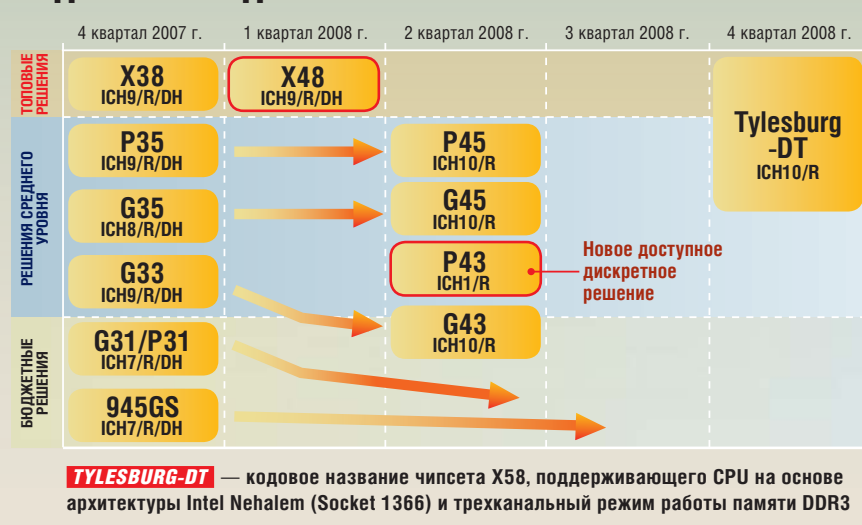 4 квартал 2007 г.
1 квартал 2008 г.
2 квартал 2008 г.
3 квартал 2008 г.
4 квартал 2008 г.
ТОПОВЫЕ
РЕШЕНИЯ
X38
ICH9/R/DH
X48
ICH9/R/DH
Tylesburg
-DT
ICH10/R
РЕШЕНИЯ СРЕДНЕГО
УРОВНЯ
P35
ICH9/R/DH
P45
ICH10/R
G35
ICH8/R/DH
G45
ICH10/R
G33
ICH9/R/DH
P43
ICH1/R
Новое доступное
дискретное
решение
БЮДЖЕТНЫЕ
РЕШЕНИЯ
G31/P31
ICH7/R/DH
G43
ICH10/R
945GS
ICH7/R/DH
TYLESBURG-DT — кодовое название чипсета X58, поддерживающего CPU на основе
архитектуры Intel Nehalem (Socket 1366) и трехканальный режим работы памяти DDR3